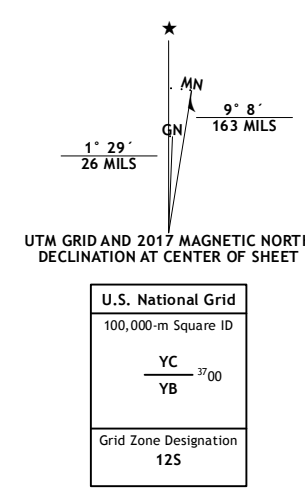 ★
MN
GN
9° 8´
163 MILS
1° 29´
26 MILS
UTM GRID AND 2017 MAGNETIC NORTH
DECLINATION AT CENTER OF SHEET
U.S. National Grid
100,000-m Square ID
YC
3700
YB
Grid Zone Designation
12S